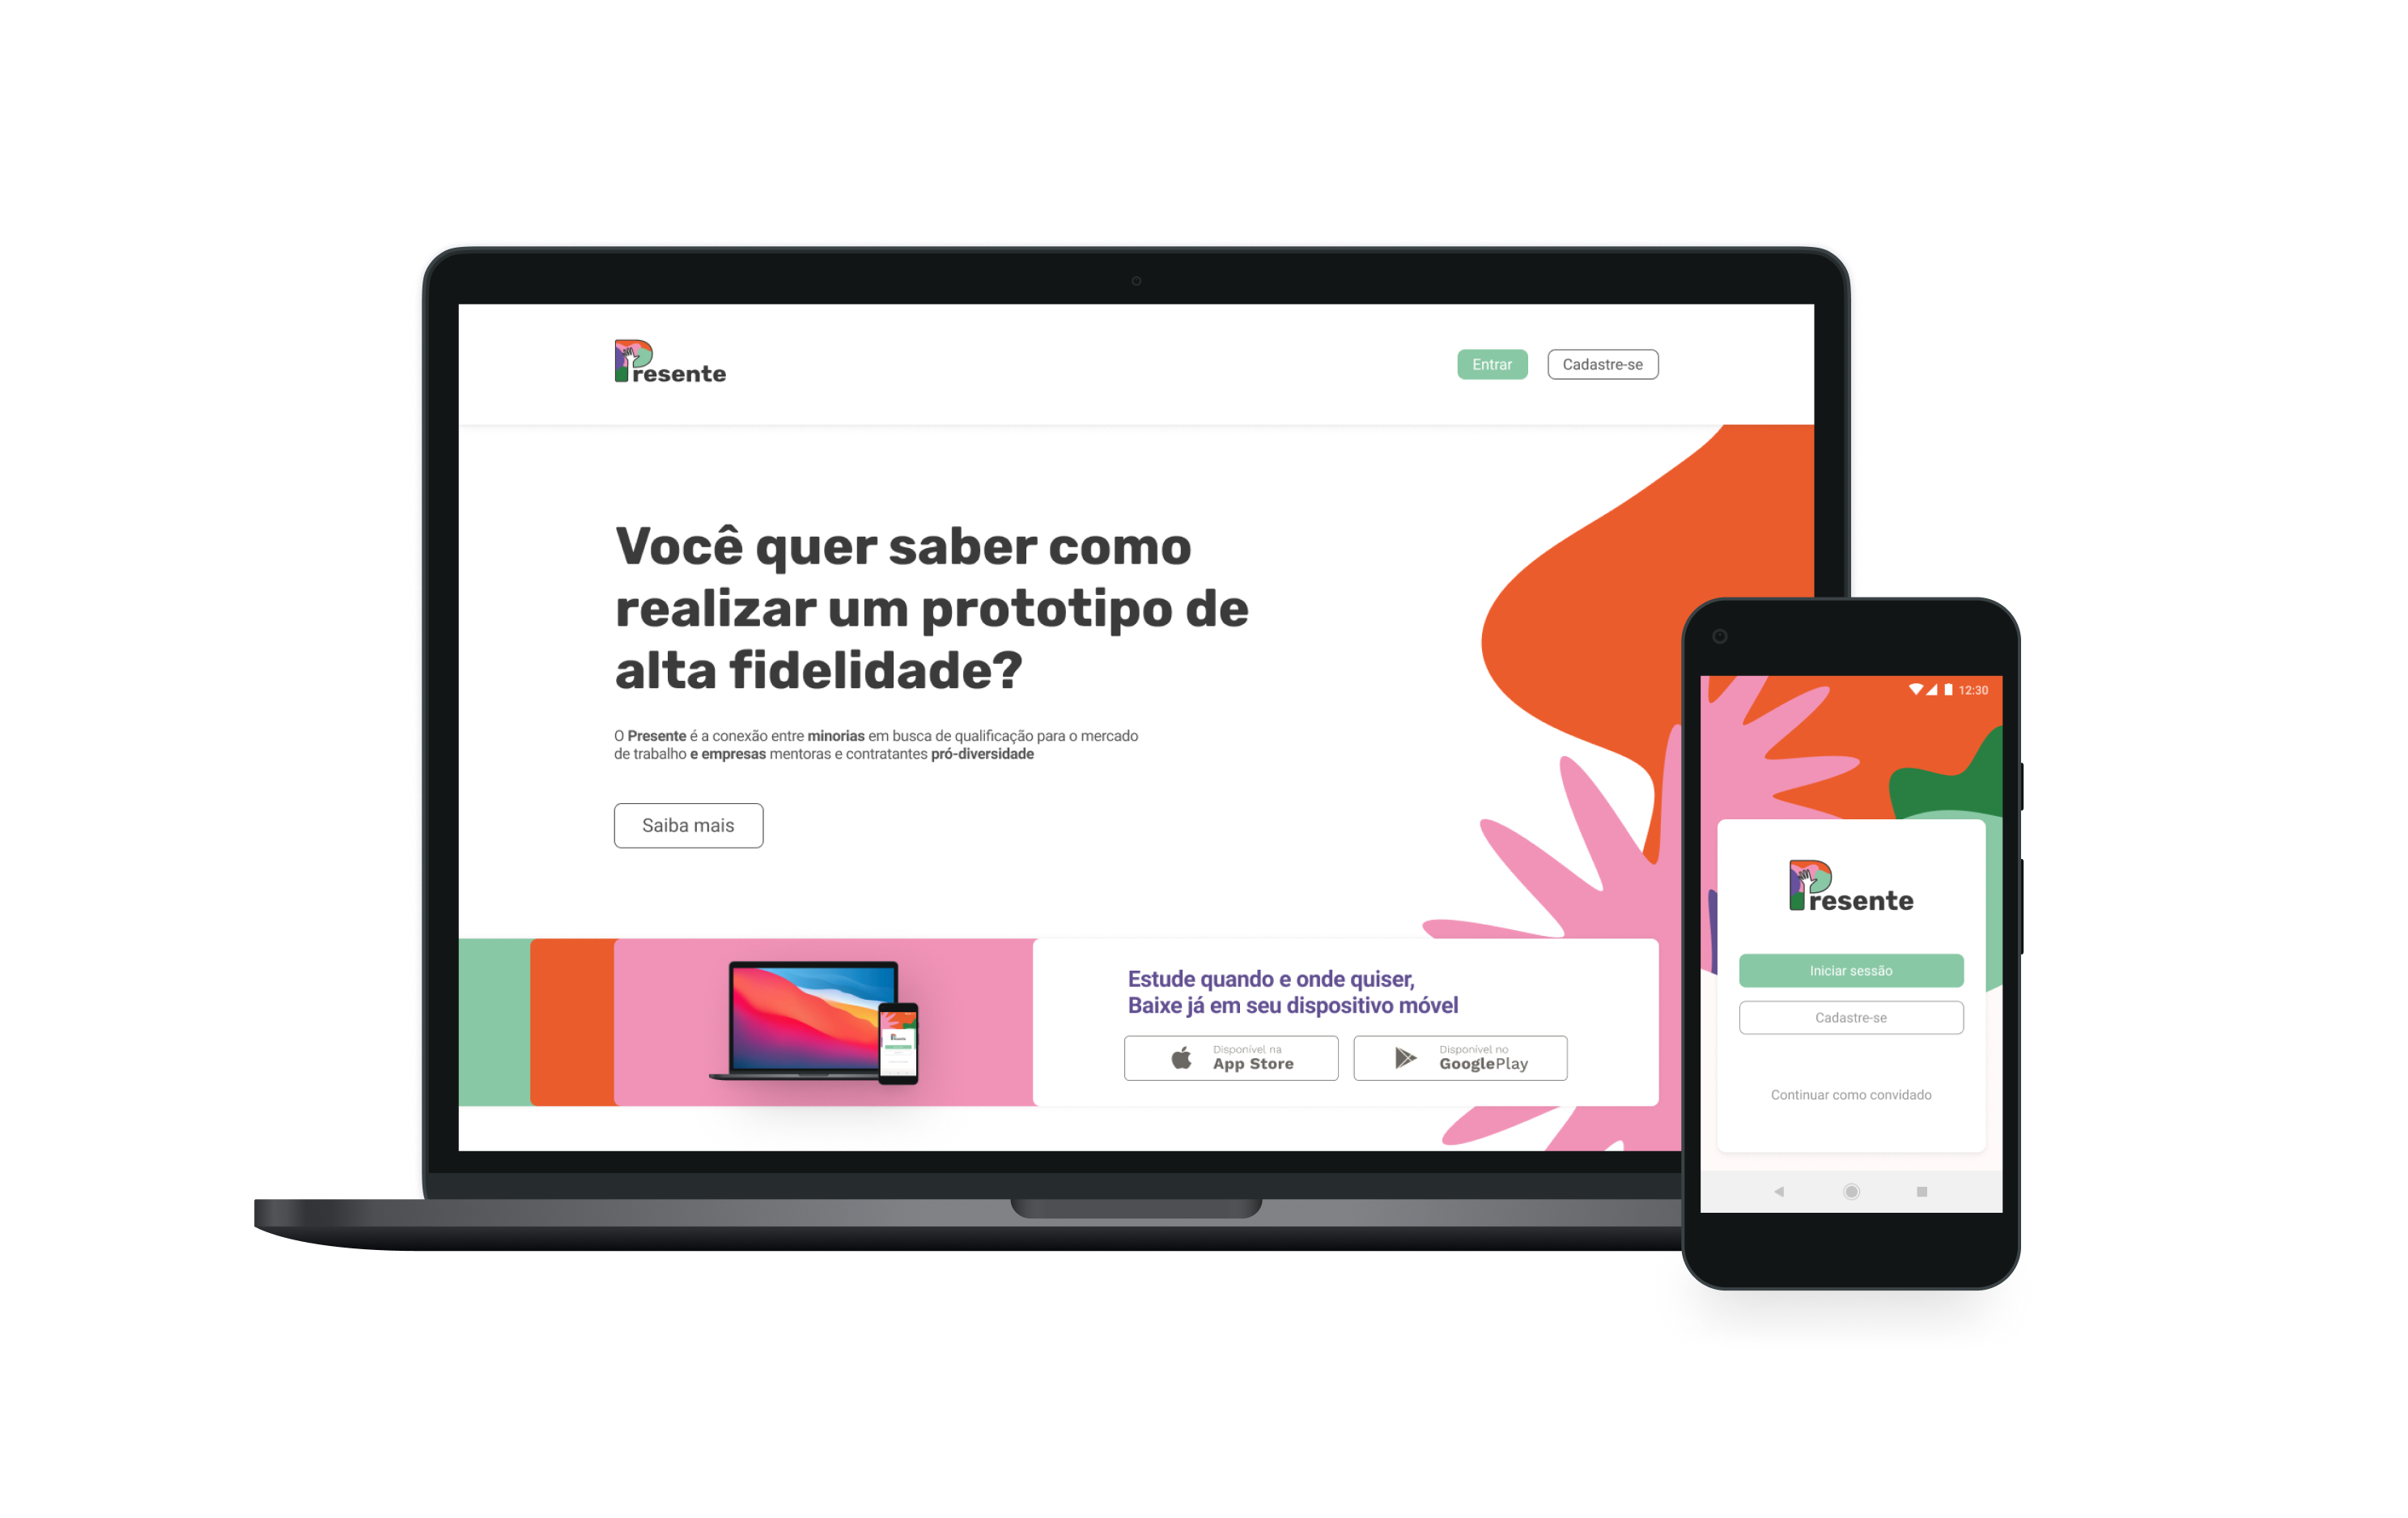 Presente
Entrar
Cadastre-se
Você quer saber como
realizar um prototipo de
alta fidelidade?
O Presente é a conexão entre minorias em busca de qualificação para o mercado
de trabalho e empresas mentoras e contratantes pró-diversidade
Saiba mais
Estude quando e onde quiser,
Baixe já em seu dispositivo móvel
Disponível na
App Store
Disponível no
GooglePlay
12:30
Presente
Iniciar sessão
Cadastre-se
Continuar como convidado